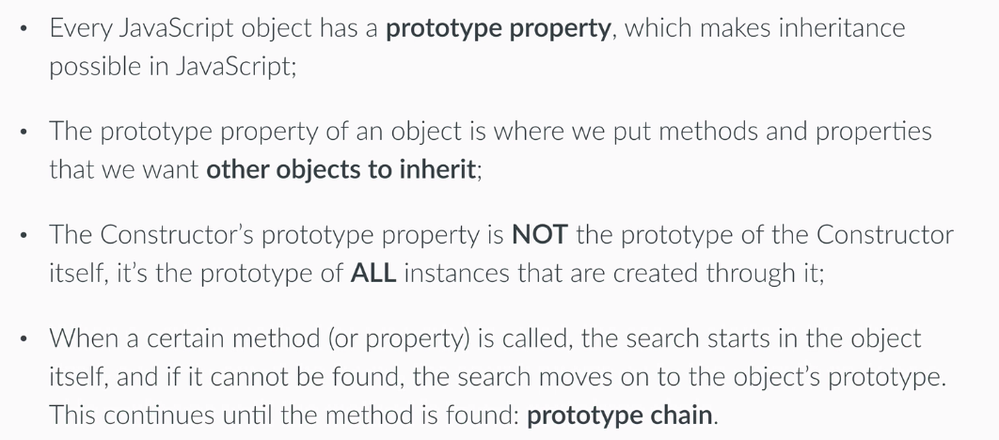 • Every JavaScript object has a prototype property, which makes inheritance
possible in JavaScript;
• The prototype property of an object is where we put methods and properties
that we want other objects to inherit;
• The Constructor’s prototype property is NOT the prototype of the Constructor
itself, it’s the prototype of ALL instances that are created through it;
• When a certain method (or property) is called, the search starts in the object
itself, and if it cannot be found, the search moves on to the object’s prototype.
This continues until the method is found: prototype chain.